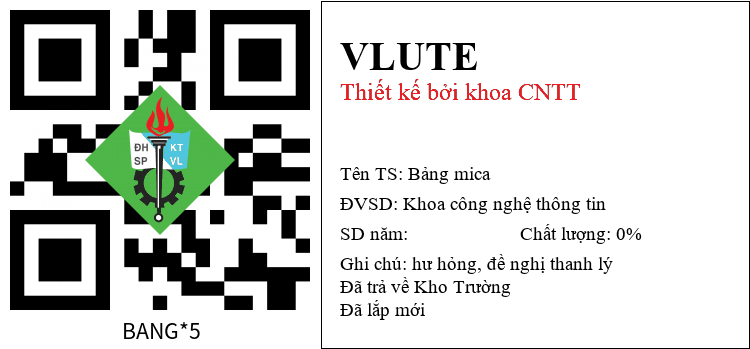 ĐH KT
SP VL
BANG*5
VLUTE
Thiết kế bởi khoa CNTT
Tên TS: Bảng mica
ĐVSD: Khoa công nghệ thông tin
SD năm: Chất lượng: 0%
Ghi chú: hư hỏng, đề nghị thanh lý
Đã trả về Kho Trường
Đã lắp mới